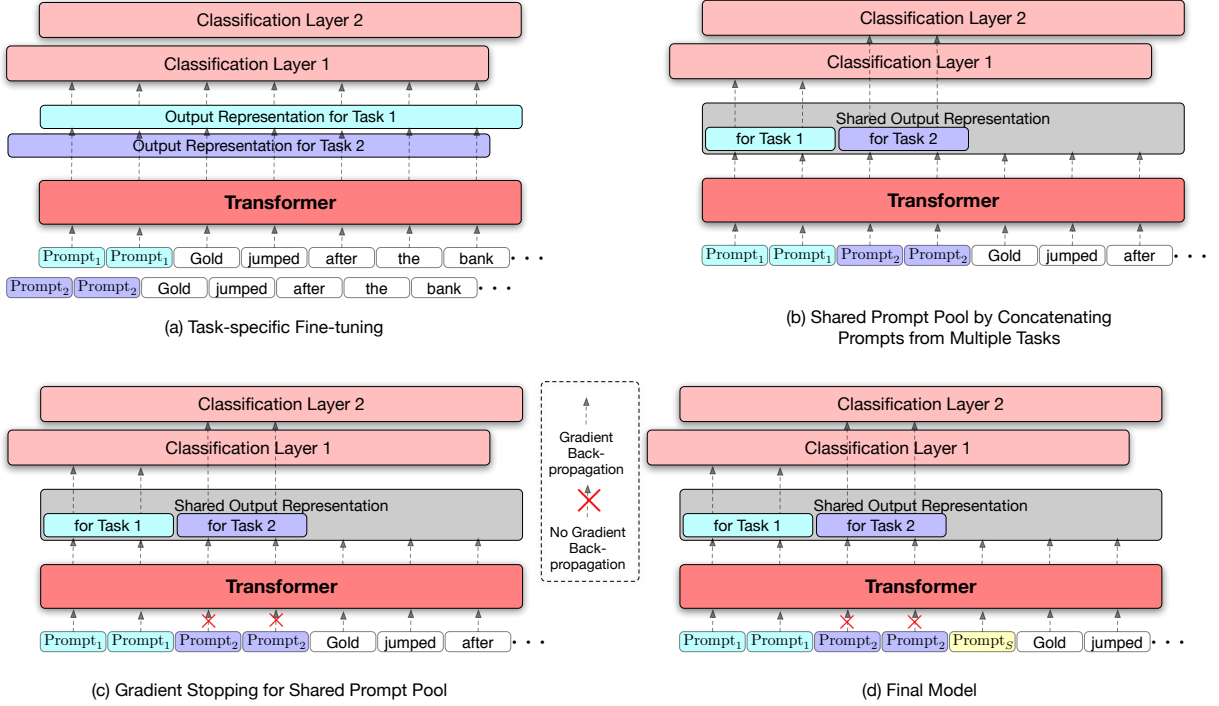 Classification Layer 2
Classification Layer 1
Output Representation for Task 1
Output Representation for Task 2
Transformer
Prompt₁ Prompt₁ Gold jumped after the bank . . .
Prompt₂ Prompt₂ Gold jumped after the bank . . .
(a) Task-specific Fine-tuning
Classification Layer 2
Classification Layer 1
Shared Output Representation
for Task 1 for Task 2
Transformer
Prompt₁ Prompt₁ Prompt₂ Prompt₂ Gold jumped after . . .
(b) Shared Prompt Pool by Concatenating
Prompts from Multiple Tasks
Classification Layer 2
Classification Layer 1
Shared Output Representation
for Task 1 for Task 2
Transformer
Prompt₁ Prompt₁ Prompt₂ Prompt₂ Gold jumped after . . .
(c) Gradient Stopping for Shared Prompt Pool
Gradient
Back-
propagation
No Gradient
Back-
propagation
Classification Layer 2
Classification Layer 1
Shared Output Representation
for Task 1 for Task 2
Transformer
Prompt₁ Prompt₁ Prompt₂ Prompt₂ Prompt_S Gold jumped . . .
(d) Final Model